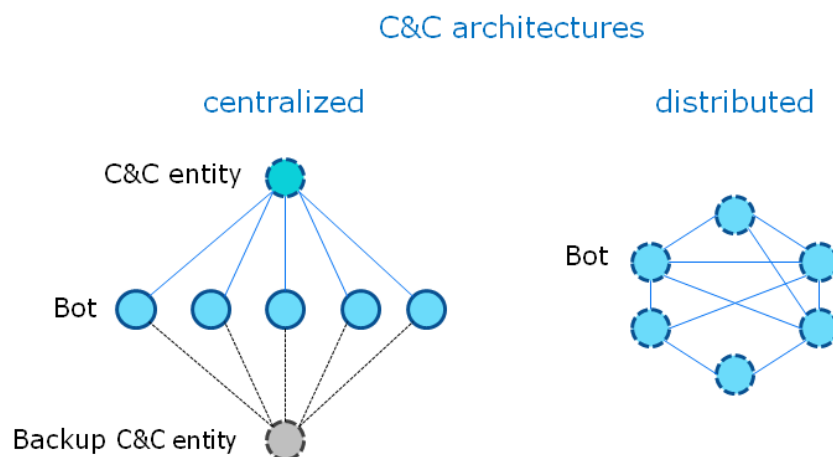 C&C architectures
centralized
distributed
C&C entity
Bot
Bot
Backup C&C entity